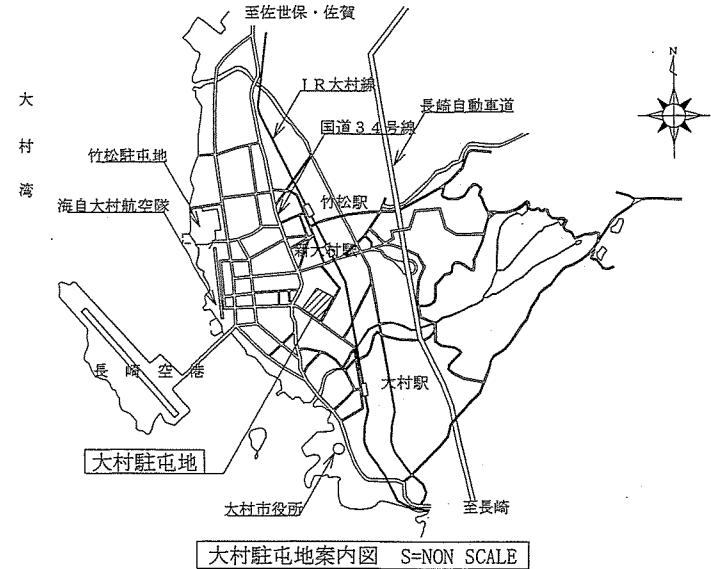 至佐世保・佐賀
N
大村湾
ＪＲ大村線
長崎自動車道
国道３４号線
竹松駐屯地
竹松駅
海自大村航空隊
新大村駅
長崎空港
大村駅
大村駐屯地
大村市役所
至長崎
大村駐屯地案内図 S=NON SCALE